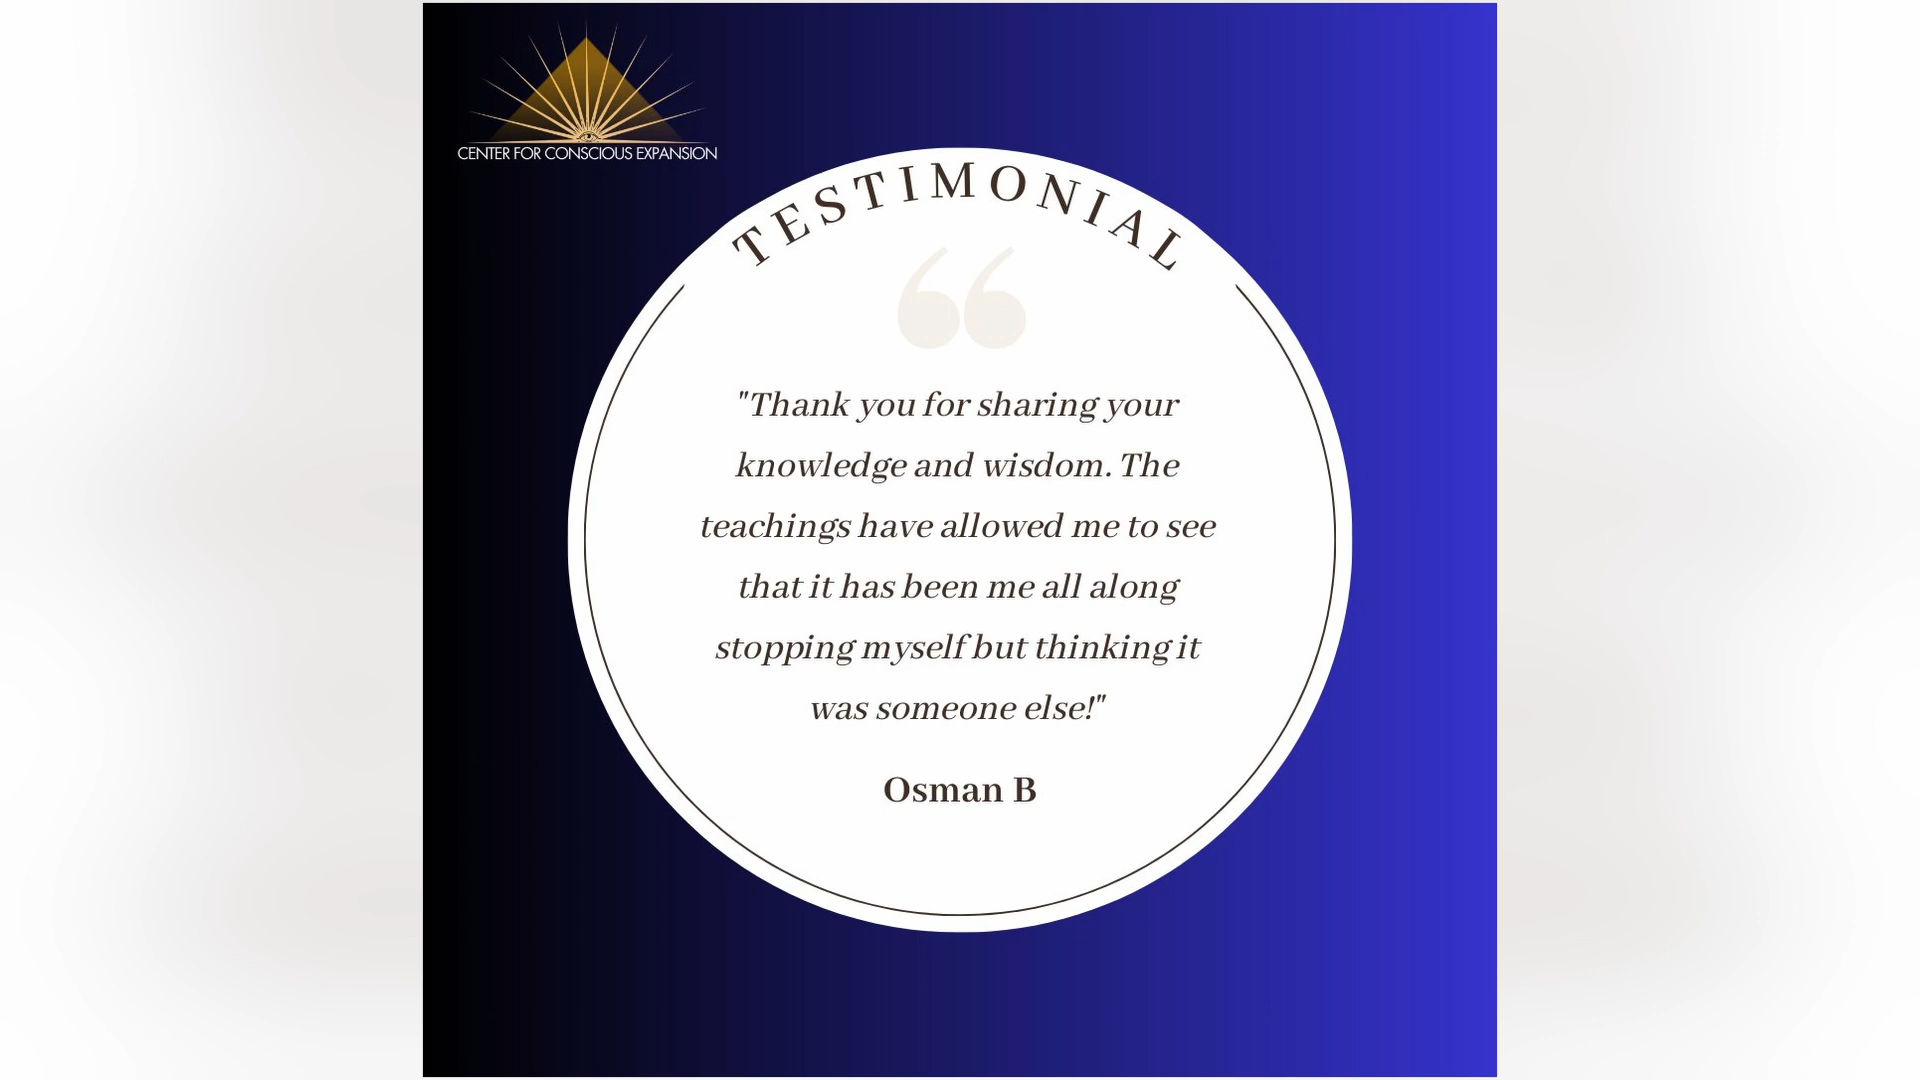 CENTER FOR CONSCIOUS EXPANSION
TESTIMONIAL
"Thank you for sharing your
knowledge and wisdom. The
teachings have allowed me to see
that it has been me all along
stopping myself but thinking it
was someone else!"
Osman B